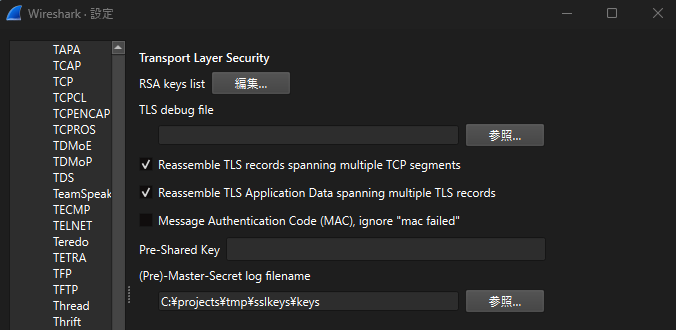 Wireshark · 設定
TAPA
TCAP
TCP
TCPCL
TCPENCAP
TCPROS
TDMoE
TDMoP
TDS
TeamSpeak
TECMP
TELNET
Teredo
TETRA
TFP
TFTP
Thread
Thrift
Transport Layer Security
RSA keys list 編集...
TLS debug file
参照...
Reassemble TLS records spanning multiple TCP segments
Reassemble TLS Application Data spanning multiple TLS records
Message Authentication Code (MAC), ignore "mac failed"
Pre-Shared Key
(Pre)-Master-Secret log filename
C:¥projects¥tmp¥sslkeys¥keys 参照...